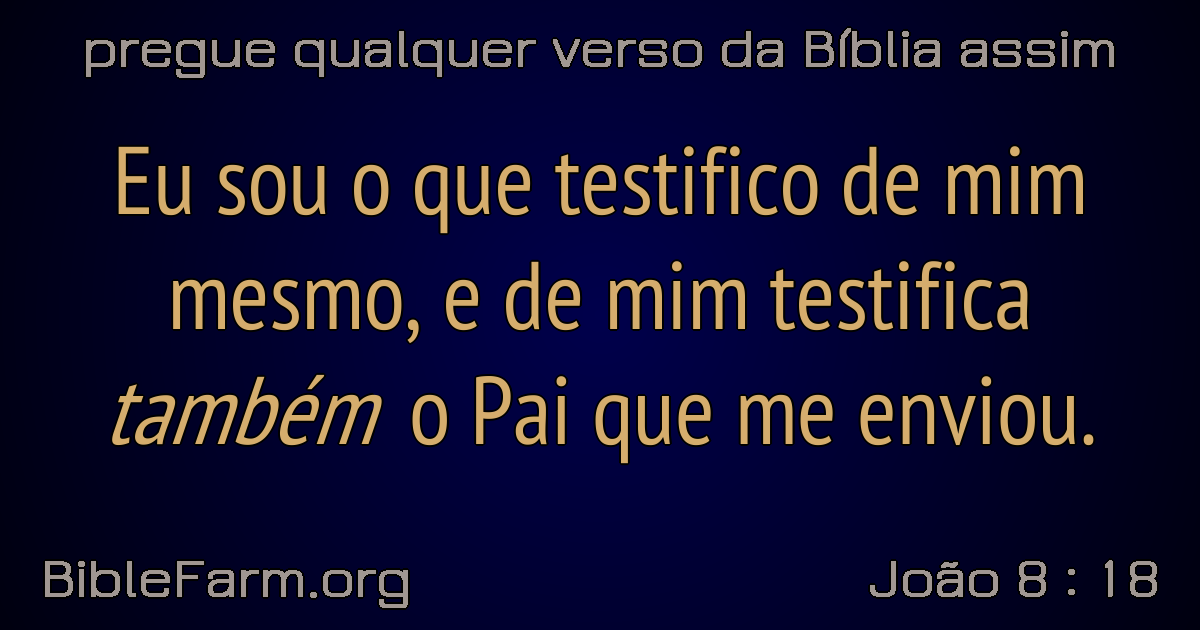 pregue qualquer verso da Bíblia assim
Eu sou o que testifico de mim
mesmo, e de mim testifica
também o Pai que me enviou.
BibleFarm.org
João 8 : 18